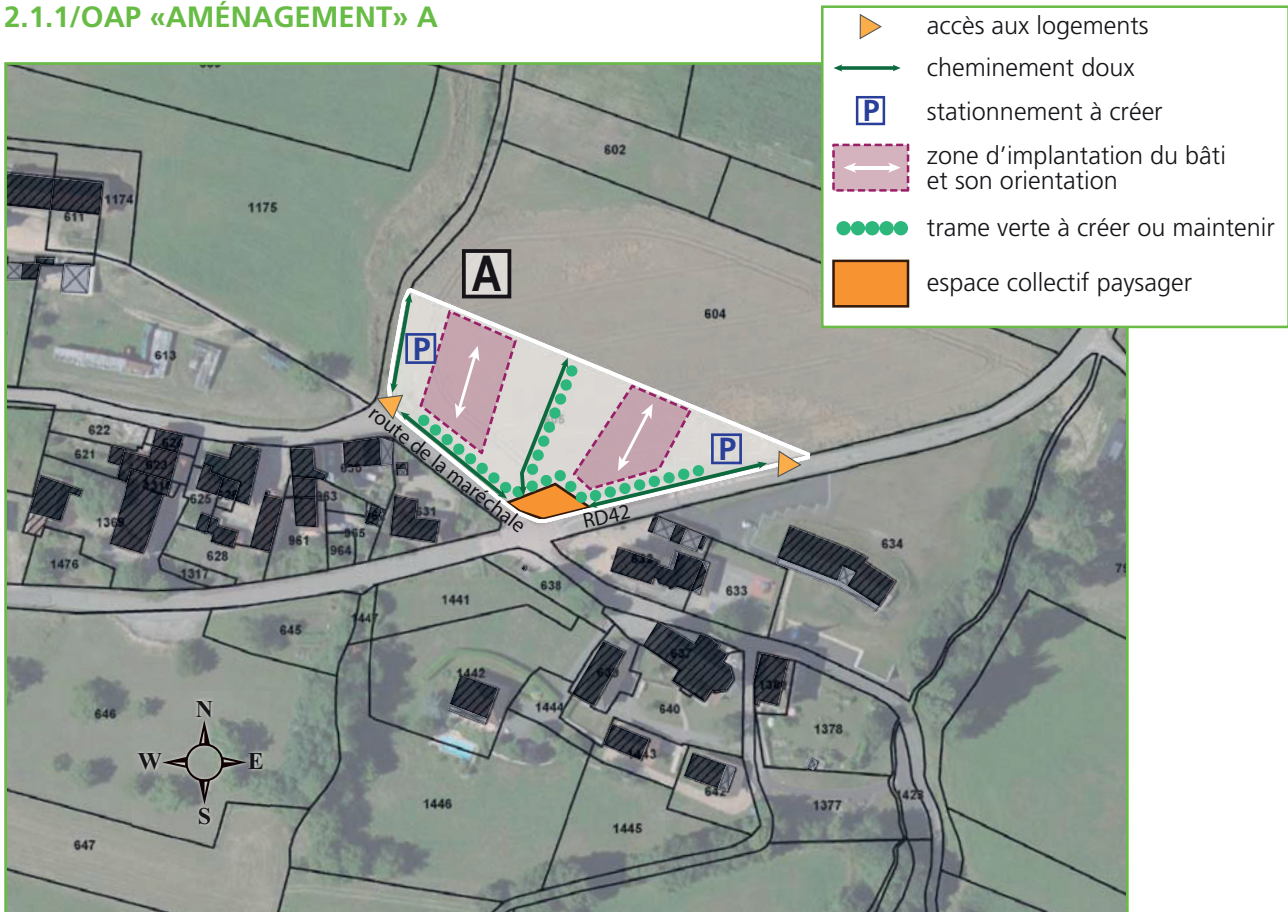 2.1.1/OAP «AMÉNAGEMENT» A
accès aux logements
cheminement doux
P
stationnement à créer
zone d'implantation du bâti
et son orientation
trame verte à créer ou maintenir
espace collectif paysager
602
1174
611
1175
A
604
613
P
P
route de la maréchale
RD42
622
621
623
625
628
1369
1476
1317
961
964
965
631
634
633
638
1441
1447
645
1442
1444
640
646
N
W
E
S
1378
1446
1445
1377
1423
647